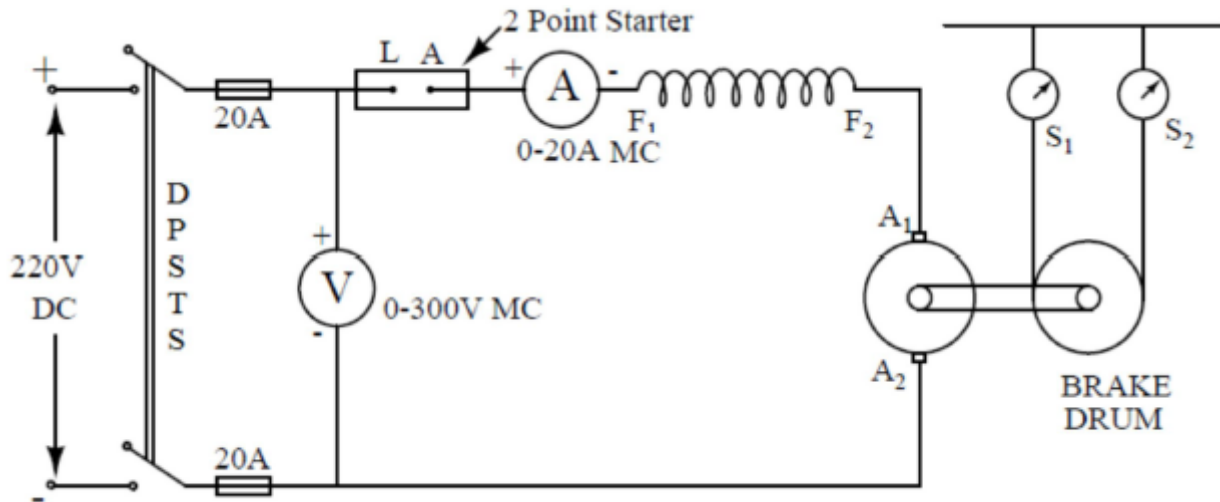 2 Point Starter
L A
+
+ A -
20A
F₁
F₂
0-20A MC
S₁
S₂
D
P
S
T
S
220V
DC
+
V
-
0-300V MC
A₁
A₂
BRAKE
DRUM
20A
-